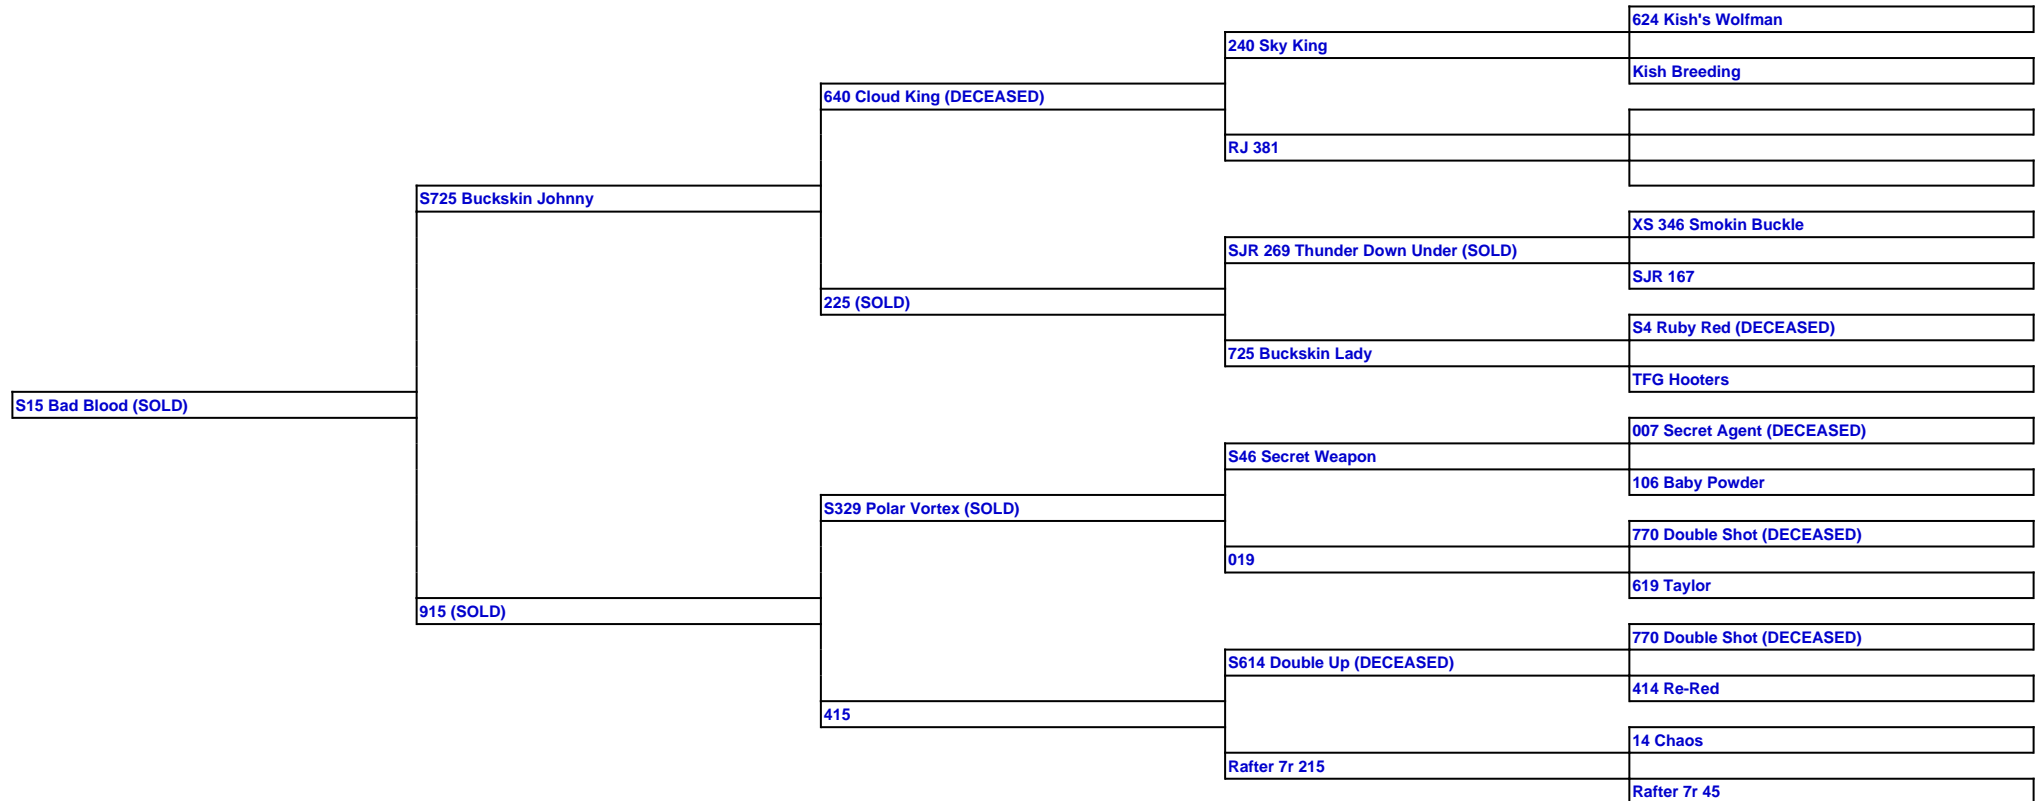 624 Kish's Wolfman
240 Sky King
Kish Breeding
640 Cloud King (DECEASED)
RJ 381
S725 Buckskin Johnny
XS 346 Smokin Buckle
SJR 269 Thunder Down Under (SOLD)
SJR 167
225 (SOLD)
S4 Ruby Red (DECEASED)
725 Buckskin Lady
TFG Hooters
S15 Bad Blood (SOLD)
007 Secret Agent (DECEASED)
S46 Secret Weapon
106 Baby Powder
S329 Polar Vortex (SOLD)
770 Double Shot (DECEASED)
019
619 Taylor
915 (SOLD)
770 Double Shot (DECEASED)
S614 Double Up (DECEASED)
414 Re-Red
415
14 Chaos
Rafter 7r 215
Rafter 7r 45